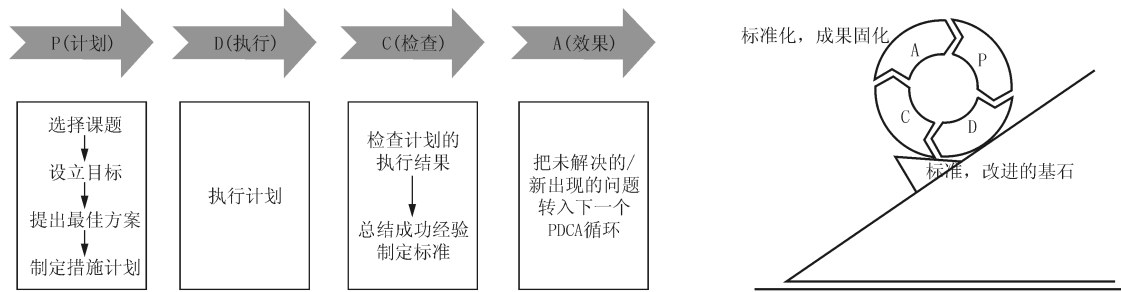 P(计划)
D(执行)
C(检查)
A(效果)
选择课题
设立目标
提出最佳方案
制定措施计划
执行计划
检查计划的
执行结果
总结成功经验
制定标准
把未解决的/
新出现的问题
转入下一个
PDCA循环
标准化，成果固化
A
P
C
D
标准，改进的基石